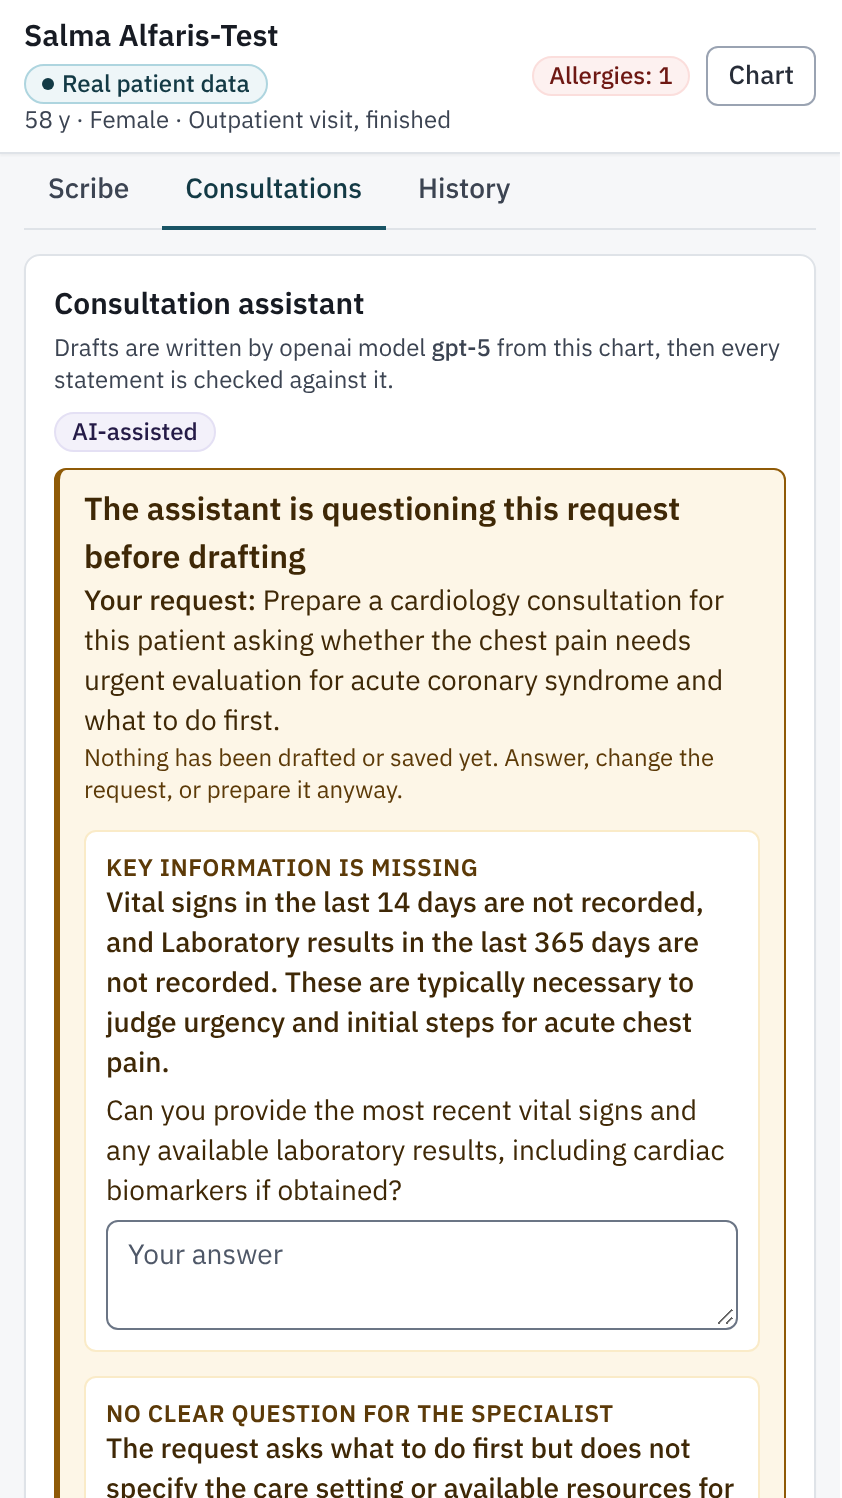 Salma Alfaris-Test
Real patient data
58 y · Female · Outpatient visit, finished
Allergies: 1
Chart
Scribe
Consultations
History
Consultation assistant
Drafts are written by openai model gpt-5 from this chart, then every
statement is checked against it.
AI-assisted
The assistant is questioning this request
before drafting
Your request: Prepare a cardiology consultation for
this patient asking whether the chest pain needs
urgent evaluation for acute coronary syndrome and
what to do first.
Nothing has been drafted or saved yet. Answer, change the
request, or prepare it anyway.
KEY INFORMATION IS MISSING
Vital signs in the last 14 days are not recorded,
and Laboratory results in the last 365 days are
not recorded. These are typically necessary to
judge urgency and initial steps for acute chest
pain.
Can you provide the most recent vital signs and
any available laboratory results, including cardiac
biomarkers if obtained?
Your answer
NO CLEAR QUESTION FOR THE SPECIALIST
The request asks what to do first but does not
specify the care setting or available resources for